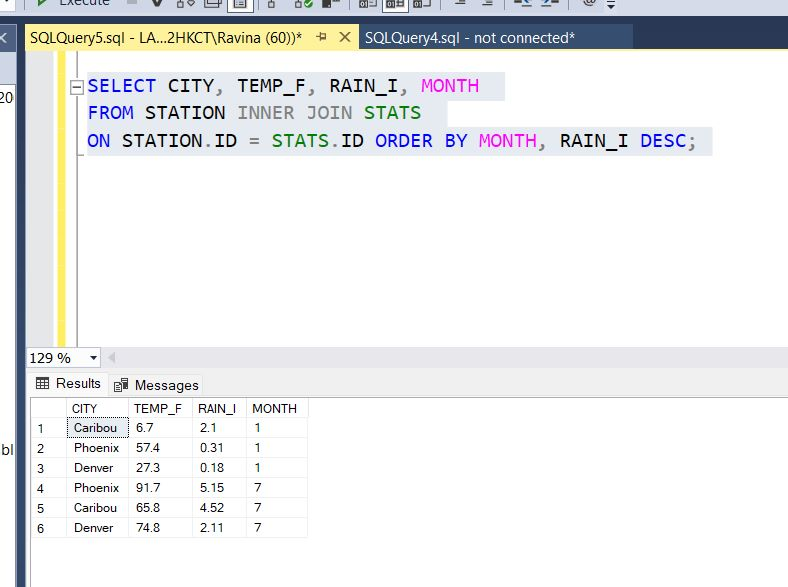 Execute
SQLQuery5.sql - LA...2HKCT\Ravina (60))* SQLQuery4.sql - not connected*
20
SELECT CITY, TEMP_F, RAIN_I, MONTH
FROM STATION INNER JOIN STATS
ON STATION.ID = STATS.ID ORDER BY MONTH, RAIN_I DESC;
129 %
Results Messages
CITY TEMP_F RAIN_I MONTH
1 Caribou 6.7 2.1 1
2 Phoenix 57.4 0.31 1
bl
3 Denver 27.3 0.18 1
4 Phoenix 91.7 5.15 7
5 Caribou 65.8 4.52 7
6 Denver 74.8 2.11 7